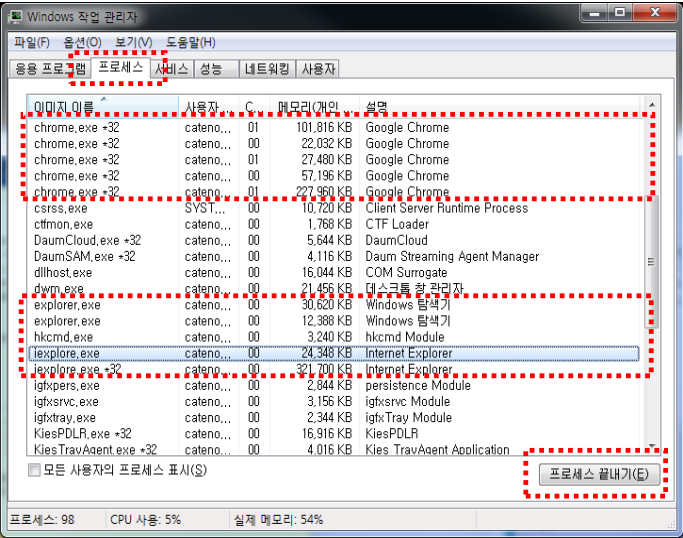 Windows 작업 관리자
파일(F) 옵션(O) 보기(V) 도움말(H)
응용 프로그램 프로세스 서비스 성능 네트워킹 사용자
이미지 이름 사용자 ... C... 메모리(개인 ... 설명
chrome.exe *32 cateno... 01 101,816 KB Google Chrome
chrome.exe *32 cateno... 00 22,032 KB Google Chrome
chrome.exe *32 cateno... 01 27,480 KB Google Chrome
chrome.exe *32 cateno... 00 57,196 KB Google Chrome
chrome.exe *32 cateno... 01 227,960 KB Google Chrome
csrss.exe SYST... 00 10,720 KB Client Server Runtime Process
ctfmon.exe cateno... 00 1,768 KB CTF Loader
DaumCloud.exe *32 cateno... 00 5,644 KB DaumCloud
DaumSAM.exe *32 cateno... 00 4,116 KB Daum Streaming Agent Manager
dllhost.exe cateno... 00 16,044 KB COM Surrogate
dwm.exe cateno... 00 21,456 KB 데스크톱 창 관리자
explorer.exe cateno... 00 30,620 KB Windows 탐색기
explorer.exe cateno... 00 12,388 KB Windows 탐색기
hkcmd.exe cateno... 00 3,240 KB hkcmd Module
iexplore.exe cateno... 00 24,348 KB Internet Explorer
iexplore.exe *32 cateno... 00 321,700 KB Internet Explorer
igfxpers.exe cateno... 00 2,844 KB persistence Module
igfxsrvc.exe cateno... 00 3,156 KB igfxsrvc Module
igfxtray.exe cateno... 00 2,344 KB igfxTray Module
KiesPDLR.exe *32 cateno... 00 16,916 KB KiesPDLR
KiesTrayAgent.exe *32 cateno... 00 4,016 KB Kies TrayAgent Application
모든 사용자의 프로세스 표시(S) 프로세스 끝내기(E)
프로세스: 98 CPU 사용: 5% 실제 메모리: 54%